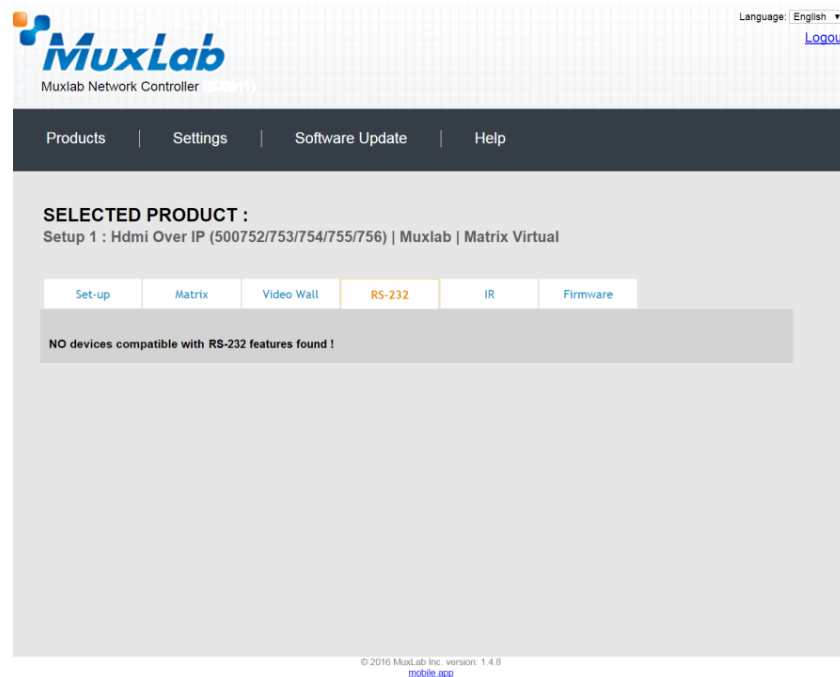 Language: English
Logou
MuxLab
Muxlab Network Controller
Products | Settings | Software Update | Help
SELECTED PRODUCT :
Setup 1 : Hdmi Over IP (500752/753/754/755/756) | Muxlab | Matrix Virtual
Set-up Matrix Video Wall RS-232 IR Firmware
NO devices compatible with RS-232 features found !
© 2016 MuxLab Inc. version: 1.4.8
mobile app